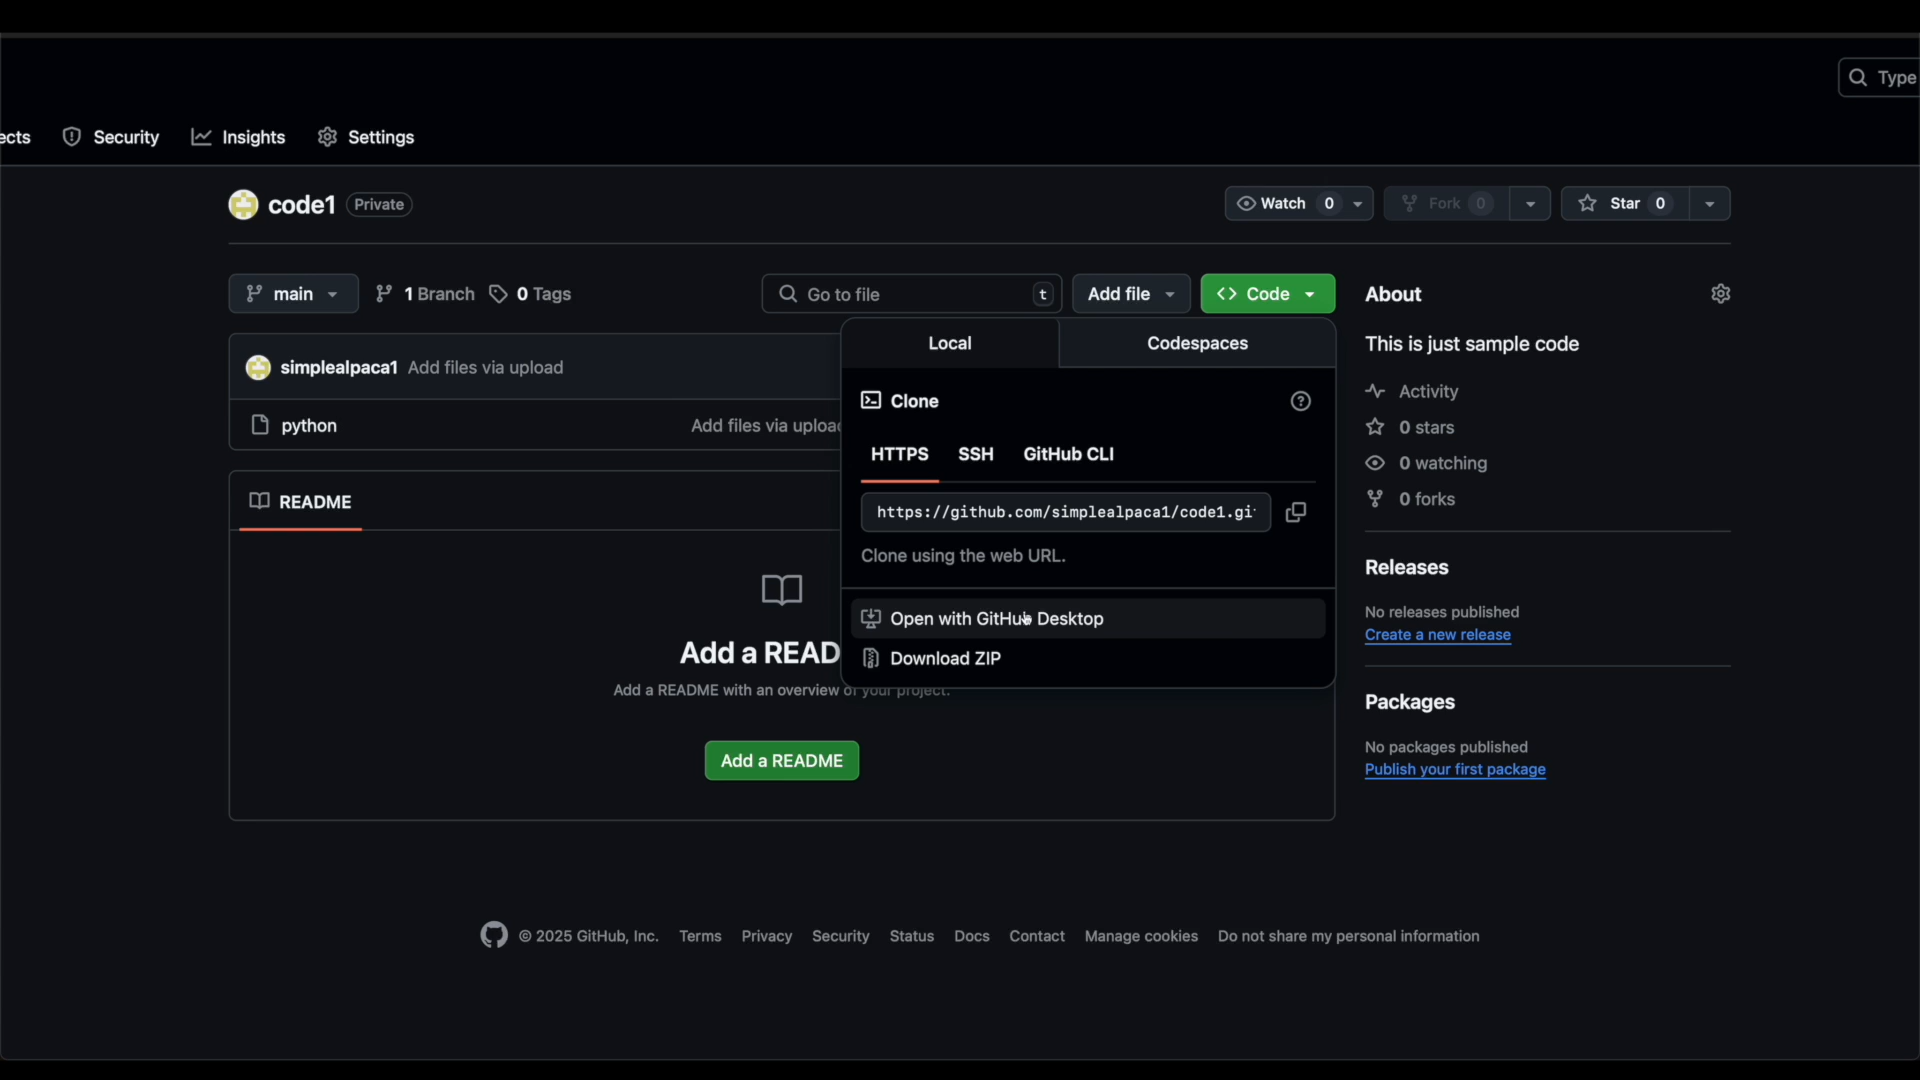 Type
ects Security Insights Settings
code1 Private Watch 0 Fork 0 Star 0
main 1 Branch 0 Tags Go to file t Add file Code
About
This is just sample code
Activity
0 stars
0 watching
0 forks
Releases
No releases published
Create a new release
Packages
No packages published
Publish your first package
simplealpaca1 Add files via upload
python Add files via upload
README
Add a READ
Add a README with an overview of your project.
Add a README
Local Codespaces
Clone
HTTPS SSH GitHub CLI
https://github.com/simplealpaca1/code1.gi
Clone using the web URL.
Open with GitHub Desktop
Download ZIP
© 2025 GitHub, Inc. Terms Privacy Security Status Docs Contact Manage cookies Do not share my personal information